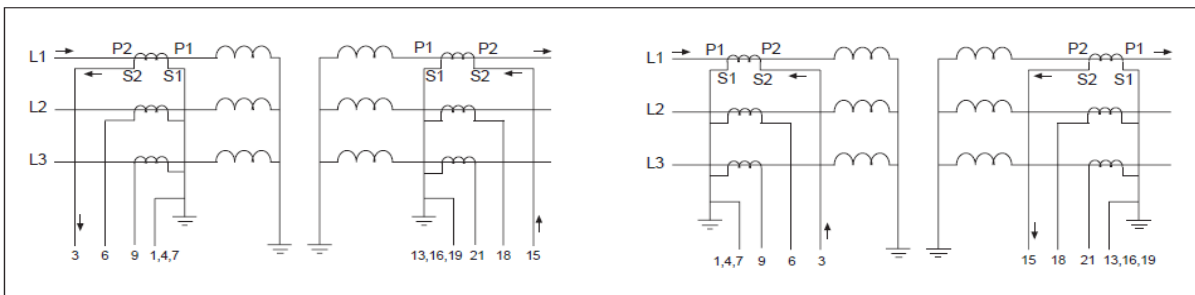 L1 P2 P1 P1 P2 P1 P2 P2 P1
L1
S2 S1 S1 S2 S1 S2 S2 S1
L2 L2
L3 L3
3 6 9 1,4,7 13,16,19 21 18 15 1,4,7 9 6 3 15 18 21 13,16,19